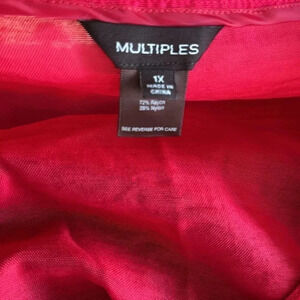 MULTIPLES
1X
MADE IN
CHINA
72% Rayon
28% Nylon
SEE REVERSE FOR CARE